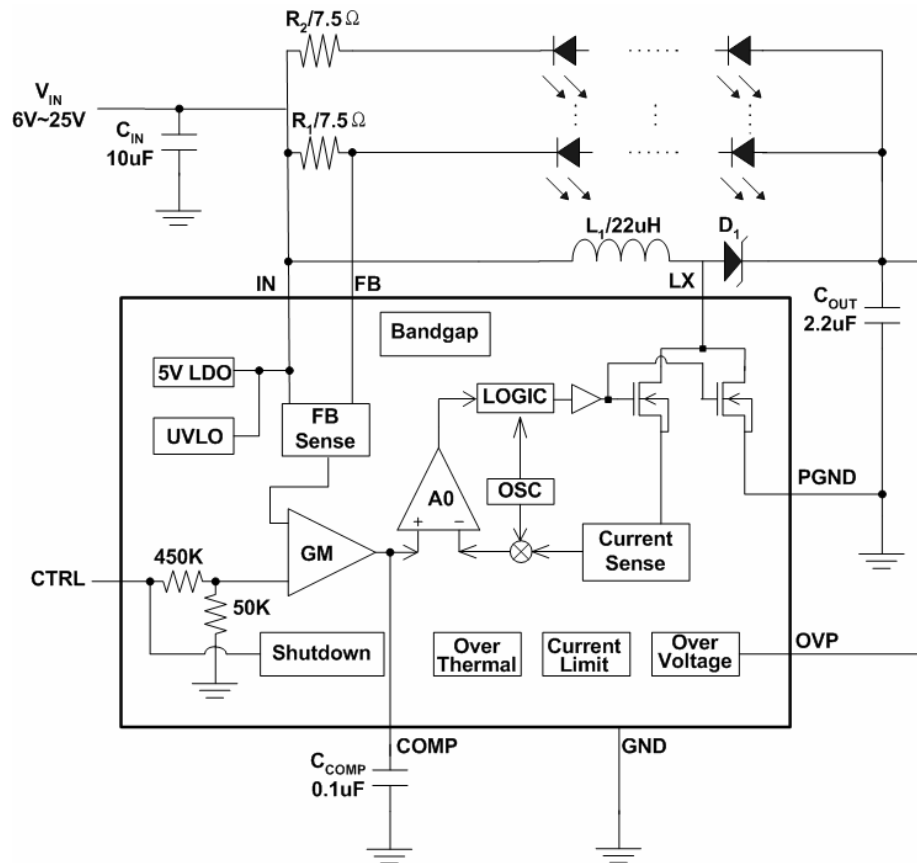 R2/7.5Ω
VIN
6V~25V
CIN
10uF
R1/7.5Ω
L1/22uH
D1
IN
FB
LX
COUT
2.2uF
Bandgap
5V LDO
LOGIC
FB
Sense
UVLO
A0
OSC
PGND
+ −
GM
Current
Sense
450K
CTRL
50K
Shutdown
Over
Thermal
Current
Limit
Over
Voltage
OVP
COMP
GND
CCOMP
0.1uF